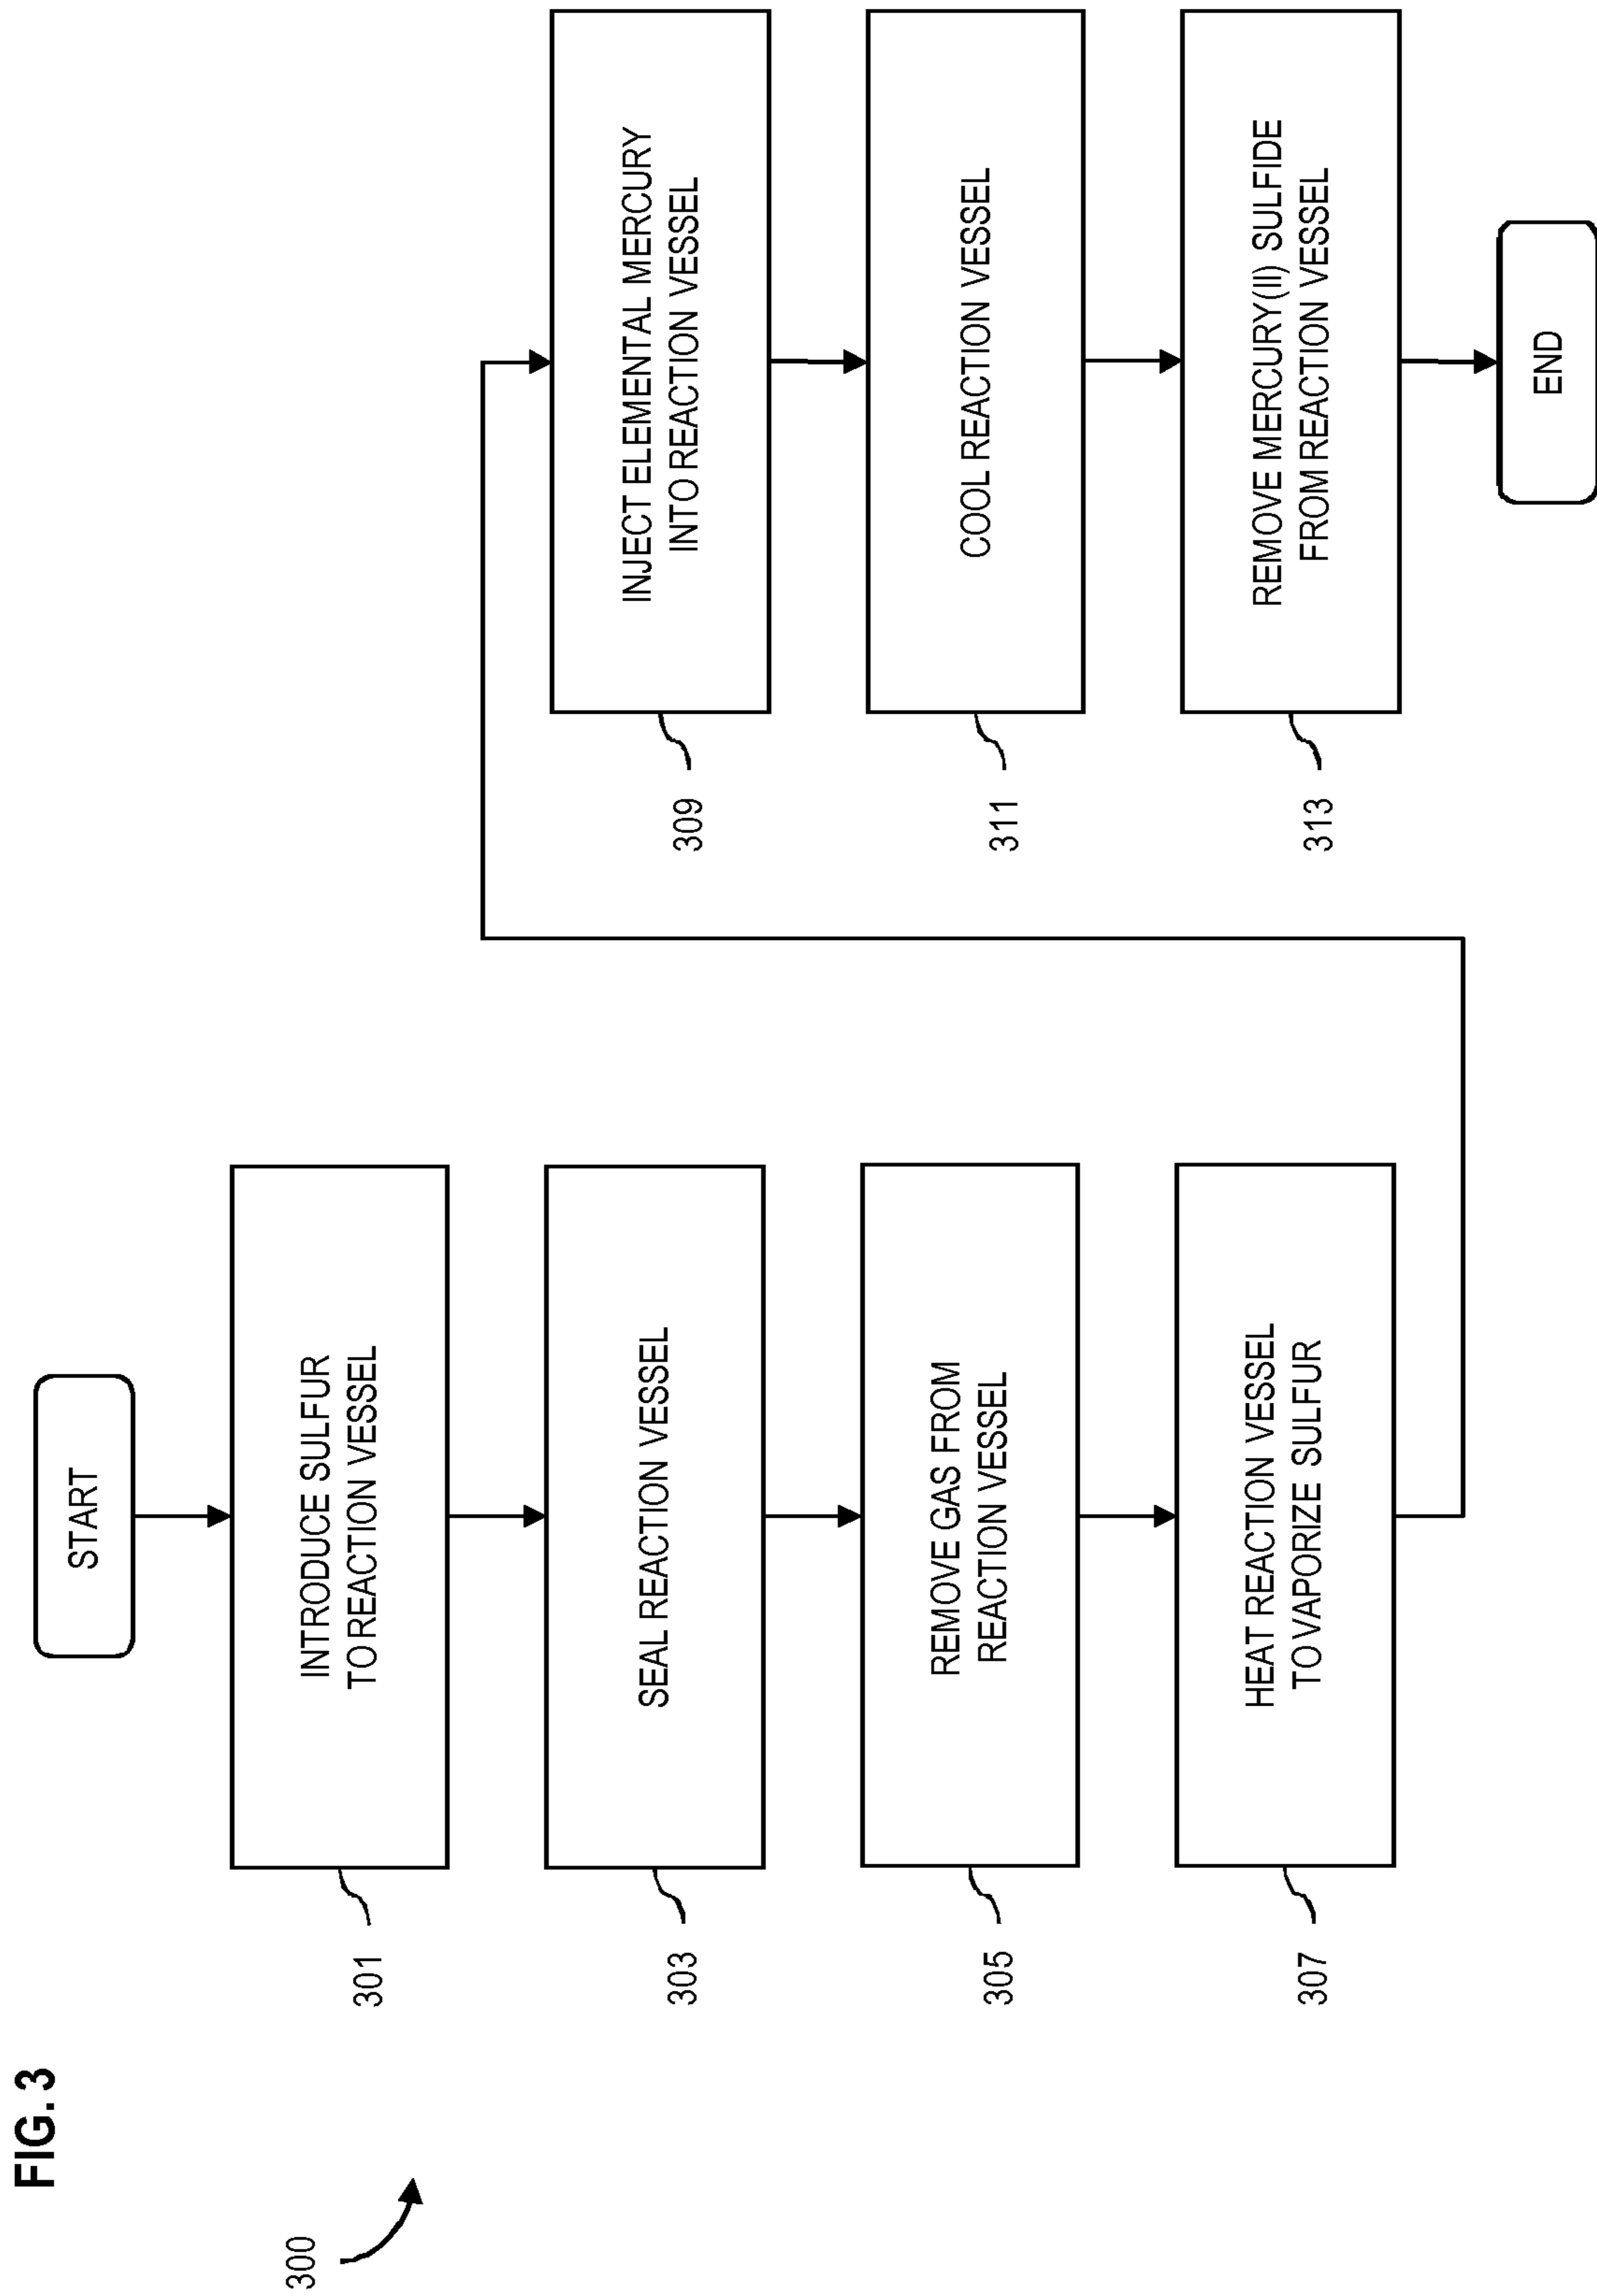 FIG. 3
300
START
INTRODUCE SULFUR
TO REACTION VESSEL
301
SEAL REACTION VESSEL
303
REMOVE GAS FROM
REACTION VESSEL
305
HEAT REACTION VESSEL
TO VAPORIZE SULFUR
307
INJECT ELEMENTAL MERCURY
INTO REACTION VESSEL
309
COOL REACTION VESSEL
311
REMOVE MERCURY(II) SULFIDE
FROM REACTION VESSEL
313
END